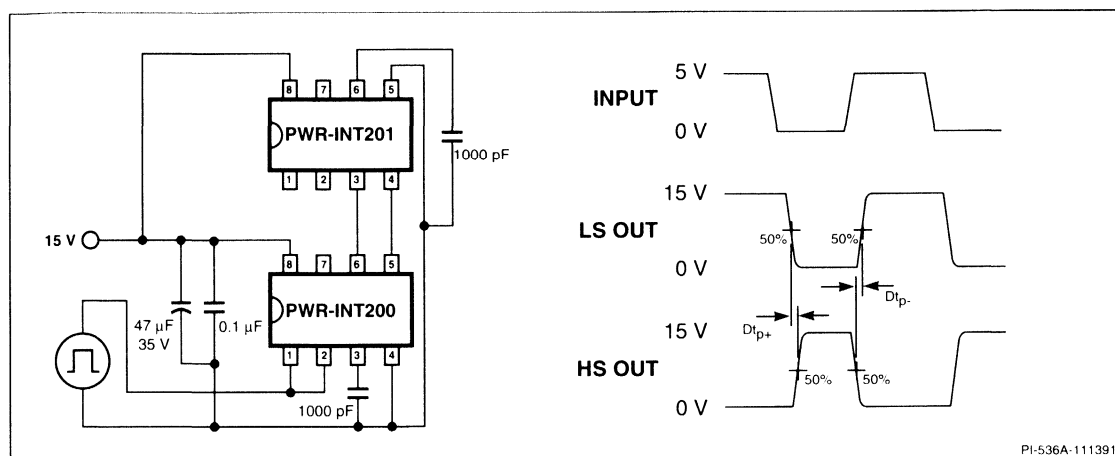 8 7 6 5
PWR-INT201
1000 pF
1 2 3 4
15 V
8 7 6 5
PWR-INT200
47 µF
35 V
0.1 µF
1 2 3 4
1000 pF
INPUT
5 V
0 V
LS OUT
15 V
50%
50%
0 V
Dtp-
Dtp+
HS OUT
15 V
50%
50%
0 V
PI-536A-111391